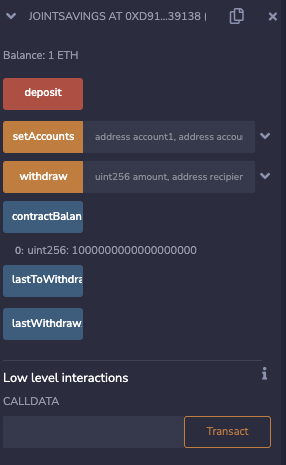 JOINTSAVINGS AT 0XD91...39138 (
Balance: 1 ETH
deposit
setAccounts address account1, address accou
withdraw uint256 amount, address recipier
contractBalan
0: uint256: 1000000000000000000
lastToWithdra
lastWithdraw
Low level interactions
CALLDATA
Transact